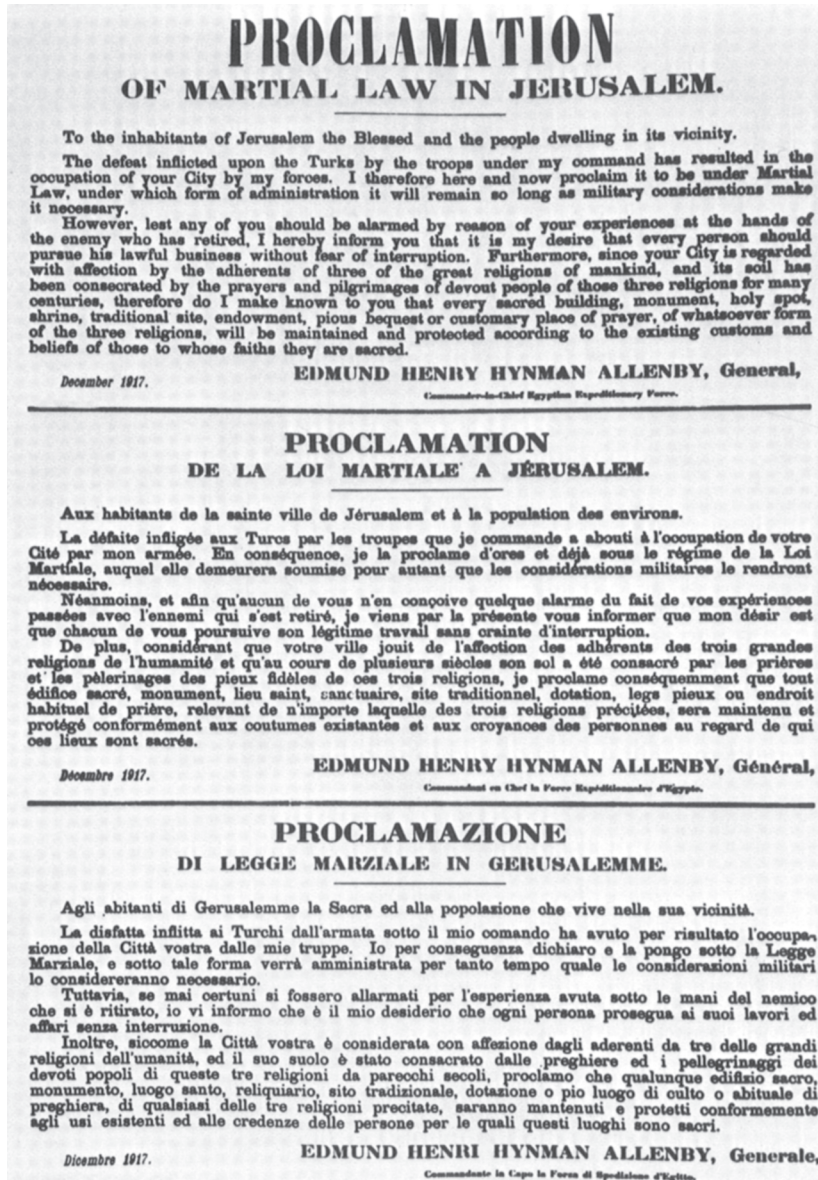 PROCLAMATION
OF MARTIAL LAW IN JERUSALEM.
To the inhabitants of Jerusalem the Blessed and the people dwelling in its vicinity.
The defeat inflicted upon the Turks by the troops under my command has resulted in the
occupation of your City by my forces. I therefore here and now proclaim it to be under Martial
Law, under which form of administration it will remain so long as military considerations make
it necessary.
However, lest any of you should be alarmed by reason of your experiences at the hands of
the enemy who has retired, I hereby inform you that it is my desire that every person should
pursue his lawful business without fear of interruption. Furthermore, since your City is regarded
with affection by the adherents of three of the great religions of mankind, and its soil has
been consecrated by the prayers and pilgrimages of devout people of those three religions for many
centuries, therefore do I make known to you that every sacred building, monument, holy spot,
shrine, traditional site, endowment, pious bequest or customary place of prayer, of whatsoever form
of the three religions, will be maintained and protected according to the existing customs and
beliefs of those to whose faiths they are sacred.
EDMUND HENRY HYNMAN ALLENBY, General,
December 1917.
Commander-in-Chief Egyptian Expeditionary Force.
PROCLAMATION
DE LA LOI MARTIALE A JÉRUSALEM.
Aux habitants de la sainte ville de Jérusalem et à la population des environs.
La défaite infligée aux Turcs par les troupes que je commande a abouti à l'occupation de votre
Cité par mon armée. En conséquence, je la proclame d'ores et déjà sous le régime de la Loi
Martiale, auquel elle demeurera soumise pour autant que les considérations militaires le rendront
nécessaire.
Néanmoins, et afin qu'aucun de vous n'en conçoive quelque alarme du fait de vos expériences
passées avec l'ennemi qui s'est retiré, je viens par la présente vous informer que mon désir est
que chacun de vous poursuive son légitime travail sans crainte d'interruption.
De plus, considérant que votre ville jouit de l'affection des adhérents des trois grandes
religions de l'humamité et qu'au cours de plusieurs siècles son sol a été consacré par les prières
et les pèlerinages des pieux fidèles de ces trois religions, je proclame conséquemment que tout
édifice sacré, monument, lieu saint, sanctuaire, site traditionnel, dotation, legs pieux ou endroit
habituel de prière, relevant de n'importe laquelle des trois religions précitées, sera maintenu et
protégé conformément aux coutumes existantes et aux croyances des personnes au regard de qui
ces lieux sont sacrés.
EDMUND HENRY HYNMAN ALLENBY, Général,
Décembre 1917.
Commandant en Chef la Force Expéditionnaire d'Egypte.
PROCLAMAZIONE
DI LEGGE MARZIALE IN GERUSALEMME.
Agli abitanti di Gerusalemme la Sacra ed alla popolazione che vive nella sua vicinità.
La disfatta inflitta ai Turchi dall'armata sotto il mio comando ha avuto per risultato l'occupa-
zione della Città vostra dalle mie truppe. Io per conseguenza dichiaro e la pongo sotto la Legge
Marziale, e sotto tale forma verrà amministrata per tanto tempo quale le considerazioni militari
lo considereranno necessario.
Tuttavia, se mai certuni si fossero allarmati per l'esperienza avuta sotto le mani del nemico
che si è ritirato, io vi informo che è il mio desiderio che ogni persona prosegua ai suoi lavori ed
affari senza interruzione.
Inoltre, siccome la Città vostra è considerata con affezione dagli aderenti da tre delle grandi
religioni dell'umanità, ed il suo suolo è stato consacrato dalle preghiere ed i pellegrinaggi dei
devoti popoli di queste tre religioni da parecchi secoli, proclamo che qualunque edifizio sacro,
monumento, luogo santo, reliquiario, sito tradizionale, dotazione o pio luogo di culto o abituale di
preghiera, di qualsiasi delle tre religioni precitate, saranno mantenuti e protetti conformemente
agli usi esistenti ed alle credenze delle persone per le quali questi luoghi sono sacri.
EDMUND HENRI HYNMAN ALLENBY, Generale,
Dicembre 1917.
Commandante in Capo la Forza di Spedizione d'Egitto.